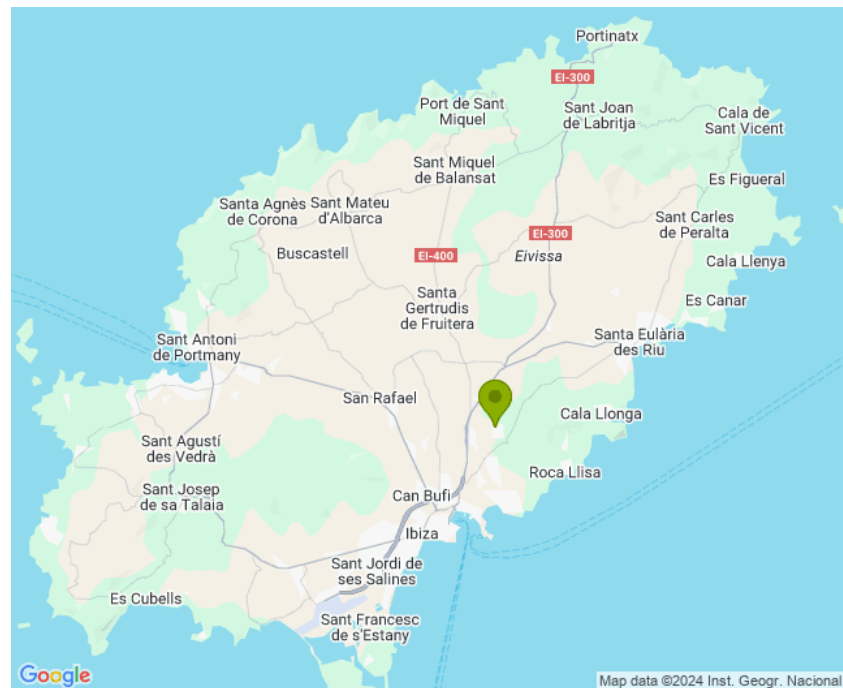 Portinatx
EI-300
Port de Sant
Miquel
Sant Joan
de Labritja
Cala de
Sant Vicent
Sant Miquel
de Balansat
Es Figueral
Santa Agnès
de Corona
Sant Mateu
d'Albarca
Sant Carles
de Peralta
EI-300
Buscastell
EI-400
Eivissa
Cala Llenya
Santa
Gertrudis
de Fruitera
Es Canar
Sant Antoni
de Portmany
Santa Eulària
des Riu
San Rafael
Cala Llonga
Sant Agustí
des Vedrà
Roca Llisa
Sant Josep
de sa Talaia
Can Bufi
Ibiza
Sant Jordi de
ses Salines
Es Cubells
Sant Francesc
de s'Estany
Google
Map data ©2024 Inst. Geogr. Nacional